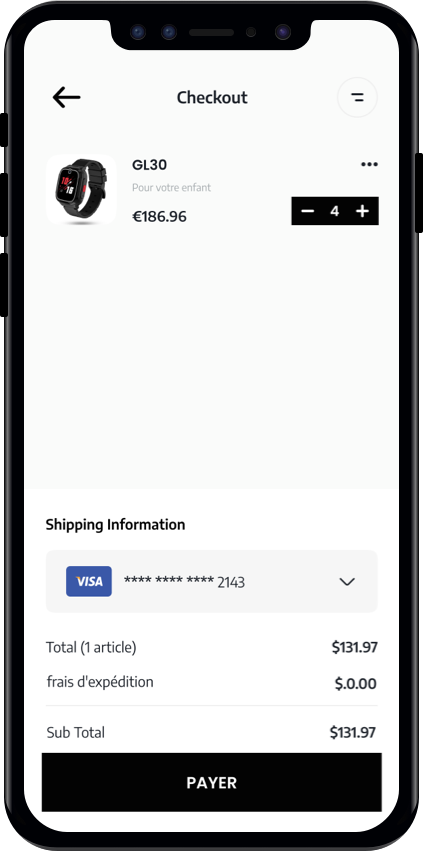 Checkout
GL30
Pour votre enfant
€186.96
4
Shipping Information
VISA **** **** **** 2143
Total (1 article) $131.97
frais d'expédition $.0.00
Sub Total $131.97
PAYER